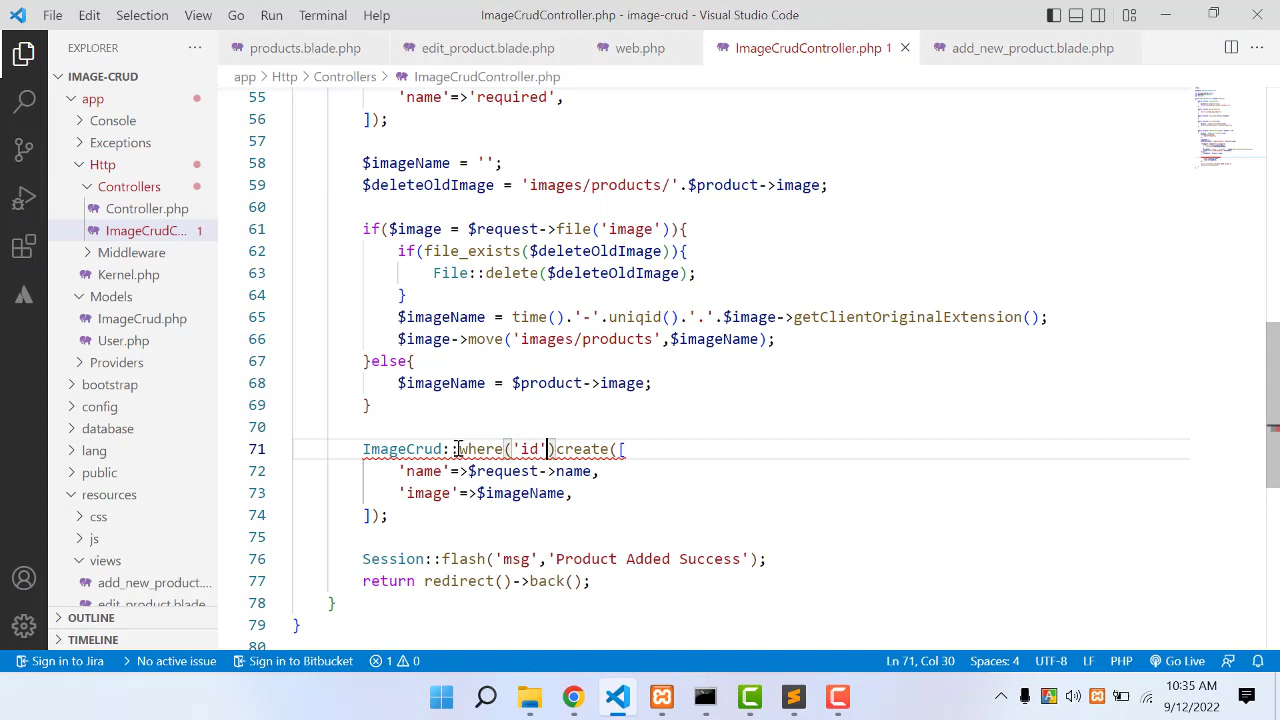 File Edit Selection View Go Run Terminal Help ImageCrudController.php - image-crud - Visual Studio Code
EXPLORER ···
products.blade.php edit_product.blade.php web.php ImageCrudController.php 1 add_new_product.blade.php ···
app > Http > Controllers > ImageCrudController.php
IMAGE-CRUD
app
Console
Exceptions
Http
Controllers
Controller.php
ImageCrudC... 1
Middleware
Kernel.php
Models
ImageCrud.php
User.php
Providers
bootstrap
config
database
lang
public
resources
css
js
views
add_new_product....
edit_product.blade...
OUTLINE
TIMELINE
55 'name'=>'required',
56 ]);
57
58 $imageName = '';
59 $deleteOldImage = 'images/products/'.$product->image;
60
61 if($image = $request->file('image')){
62 if(file_exists($deleteOldImage)){
63 File::delete($deleteOldImage);
64 }
65 $imageName = time().'-'.uniqid().'.'.$image->getClientOriginalExtension();
66 $image->move('images/products',$imageName);
67 }else{
68 $imageName = $product->image;
69 }
70
71 ImageCrud::where('id')create([
72 'name'=>$request->name,
73 'image'=>$imageName,
74 ]);
75
76 Session::flash('msg','Product Added Success');
77 return redirect()->back();
78 }
79 }
80
Sign in to Jira No active issue Sign in to Bitbucket 1 0 Ln 71, Col 30 Spaces: 4 UTF-8 LF PHP Go Live
10:35 AM
9/12/2022